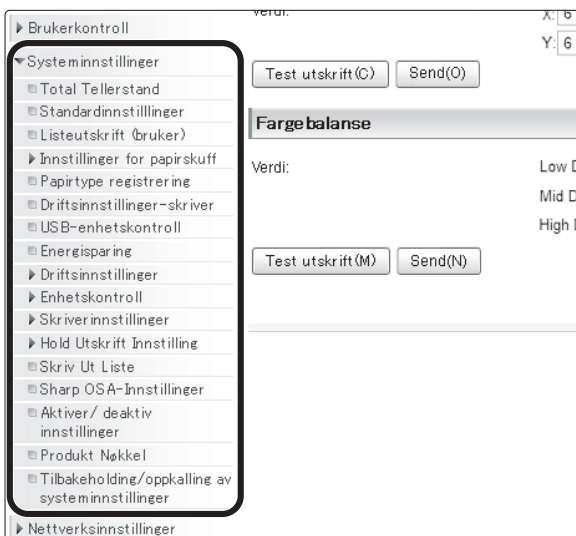 Brukerkontroll
Systeminnstillinger
Total Tellerstand
Standardinnstilllinger
Listeutskrift (bruker)
Innstillinger for papirskuff
Papirtype registrering
Driftsinnstillinger-skriver
USB-enhetskontroll
Energisparing
Driftsinnstillinger
Enhetskontroll
Skriverinnstillinger
Hold Utskrift Innstilling
Skriv Ut Liste
Sharp OSA-Innstillinger
Aktiver/ deaktiv
innstillinger
Produkt Nøkkel
Tilbakeholding/oppkalling av
systeminnstillinger
Nettverksinnstillinger
Verdi:
X: 6
Y: 6
Test utskrift(C) Send(O)
Fargebalanse
Verdi:
Low
Mid
High
Test utskrift(M) Send(N)